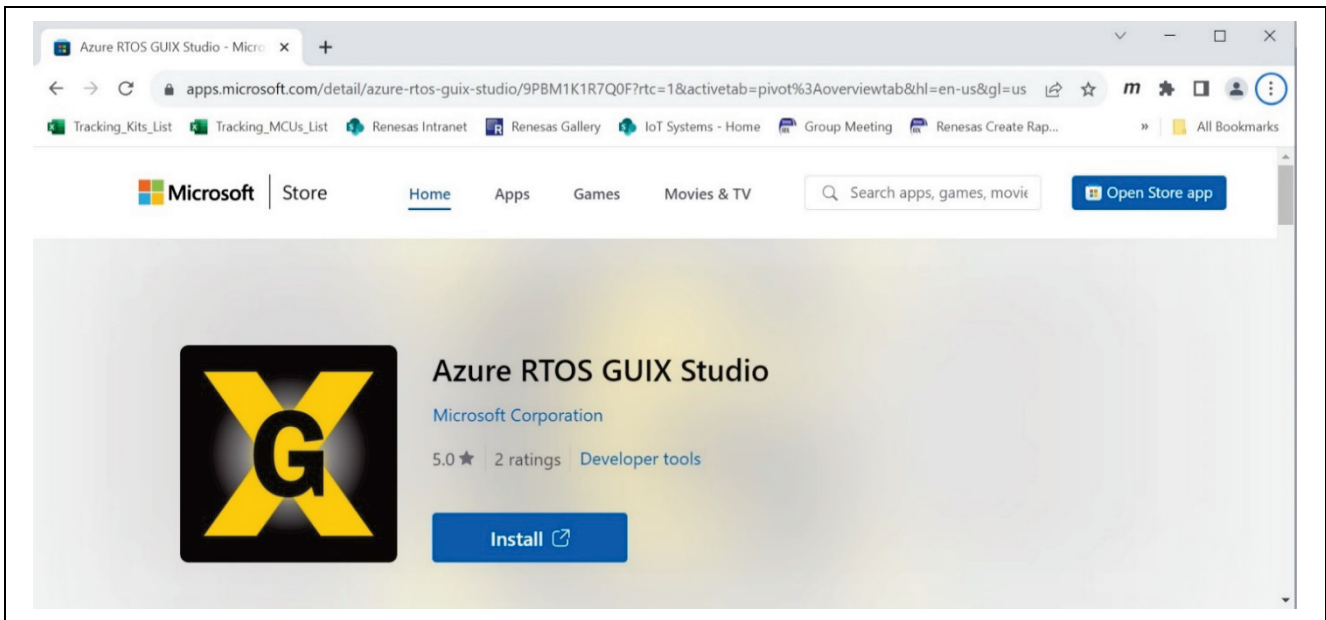 Azure RTOS GUIX Studio - Micro
apps.microsoft.com/detail/azure-rtos-guix-studio/9PBM1K1R7Q0F?rtc=1&activetab=pivot%3Aoverviewtab&hl=en-us&gl=us
m
Tracking_Kits_List Tracking_MCUs_List Renesas Intranet Renesas Gallery IoT Systems - Home Group Meeting Renesas Create Rap... » All Bookmarks
Microsoft Store Home Apps Games Movies & TV Search apps, games, movie Open Store app
Azure RTOS GUIX Studio
Microsoft Corporation
5.0 ★ 2 ratings Developer tools
X G
Install